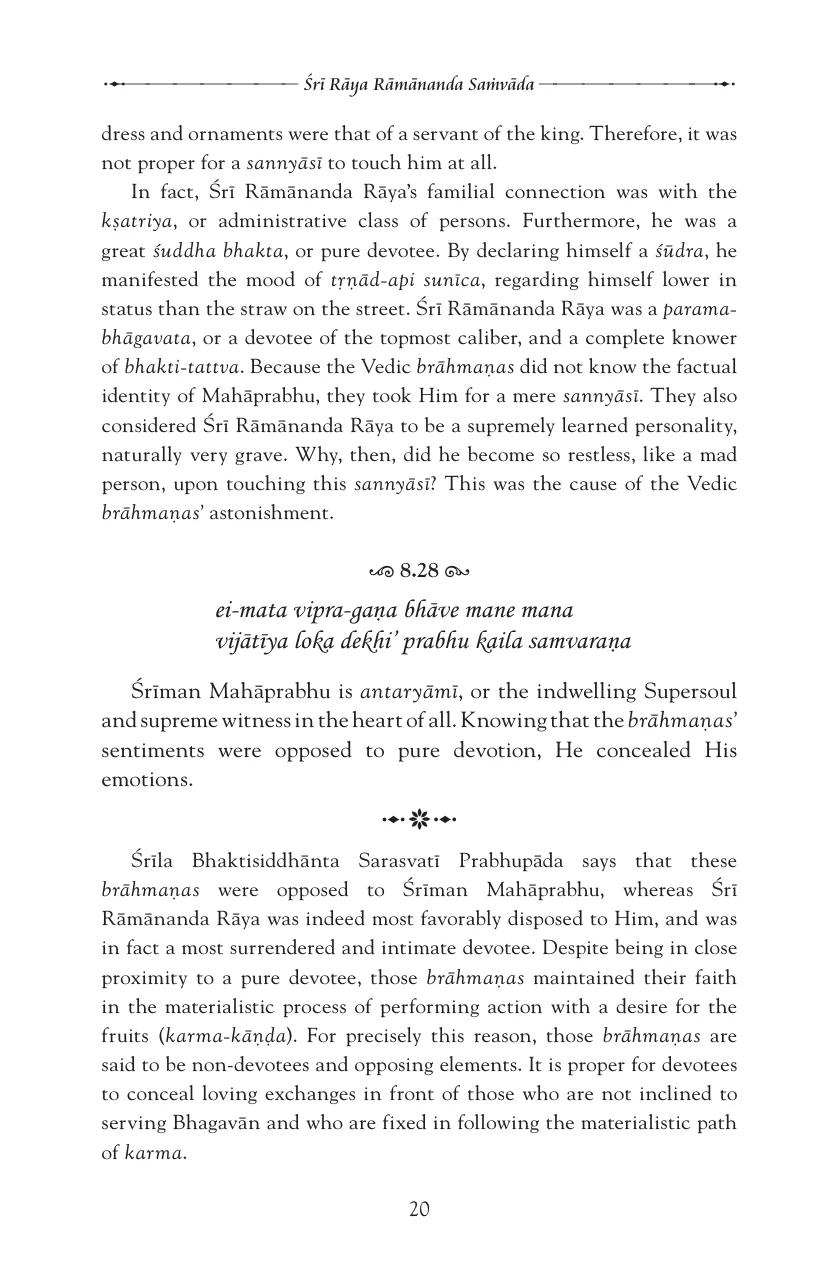 Śrī Rāya Rāmānanda Saṁvāda
dress and ornaments were that of a servant of the king. Therefore, it was
not proper for a sannyāsī to touch him at all.
In fact, Śrī Rāmānanda Rāya’s familial connection was with the
kṣatriya, or administrative class of persons. Furthermore, he was a
great śuddha bhakta, or pure devotee. By declaring himself a śūdra, he
manifested the mood of tṛṇād-api sunīca, regarding himself lower in
status than the straw on the street. Śrī Rāmānanda Rāya was a parama-
bhāgavata, or a devotee of the topmost caliber, and a complete knower
of bhakti-tattva. Because the Vedic brāhmaṇas did not know the factual
identity of Mahāprabhu, they took Him for a mere sannyāsī. They also
considered Śrī Rāmānanda Rāya to be a supremely learned personality,
naturally very grave. Why, then, did he become so restless, like a mad
person, upon touching this sannyāsī? This was the cause of the Vedic
brāhmaṇas’ astonishment.
8.28
ei-mata vipra-gaṇa bhāve mane mana
vijātīya loka dekhi’ prabhu kaila samvaraṇa
Śrīman Mahāprabhu is antaryāmī, or the indwelling Supersoul
and supreme witness in the heart of all. Knowing that the brāhmaṇas’
sentiments were opposed to pure devotion, He concealed His
emotions.
Śrīla Bhaktisiddhānta Sarasvatī Prabhupāda says that these
brāhmaṇas were opposed to Śrīman Mahāprabhu, whereas Śrī
Rāmānanda Rāya was indeed most favorably disposed to Him, and was
in fact a most surrendered and intimate devotee. Despite being in close
proximity to a pure devotee, those brāhmaṇas maintained their faith
in the materialistic process of performing action with a desire for the
fruits (karma-kāṇḍa). For precisely this reason, those brāhmaṇas are
said to be non-devotees and opposing elements. It is proper for devotees
to conceal loving exchanges in front of those who are not inclined to
serving Bhagavān and who are fixed in following the materialistic path
of karma.
20